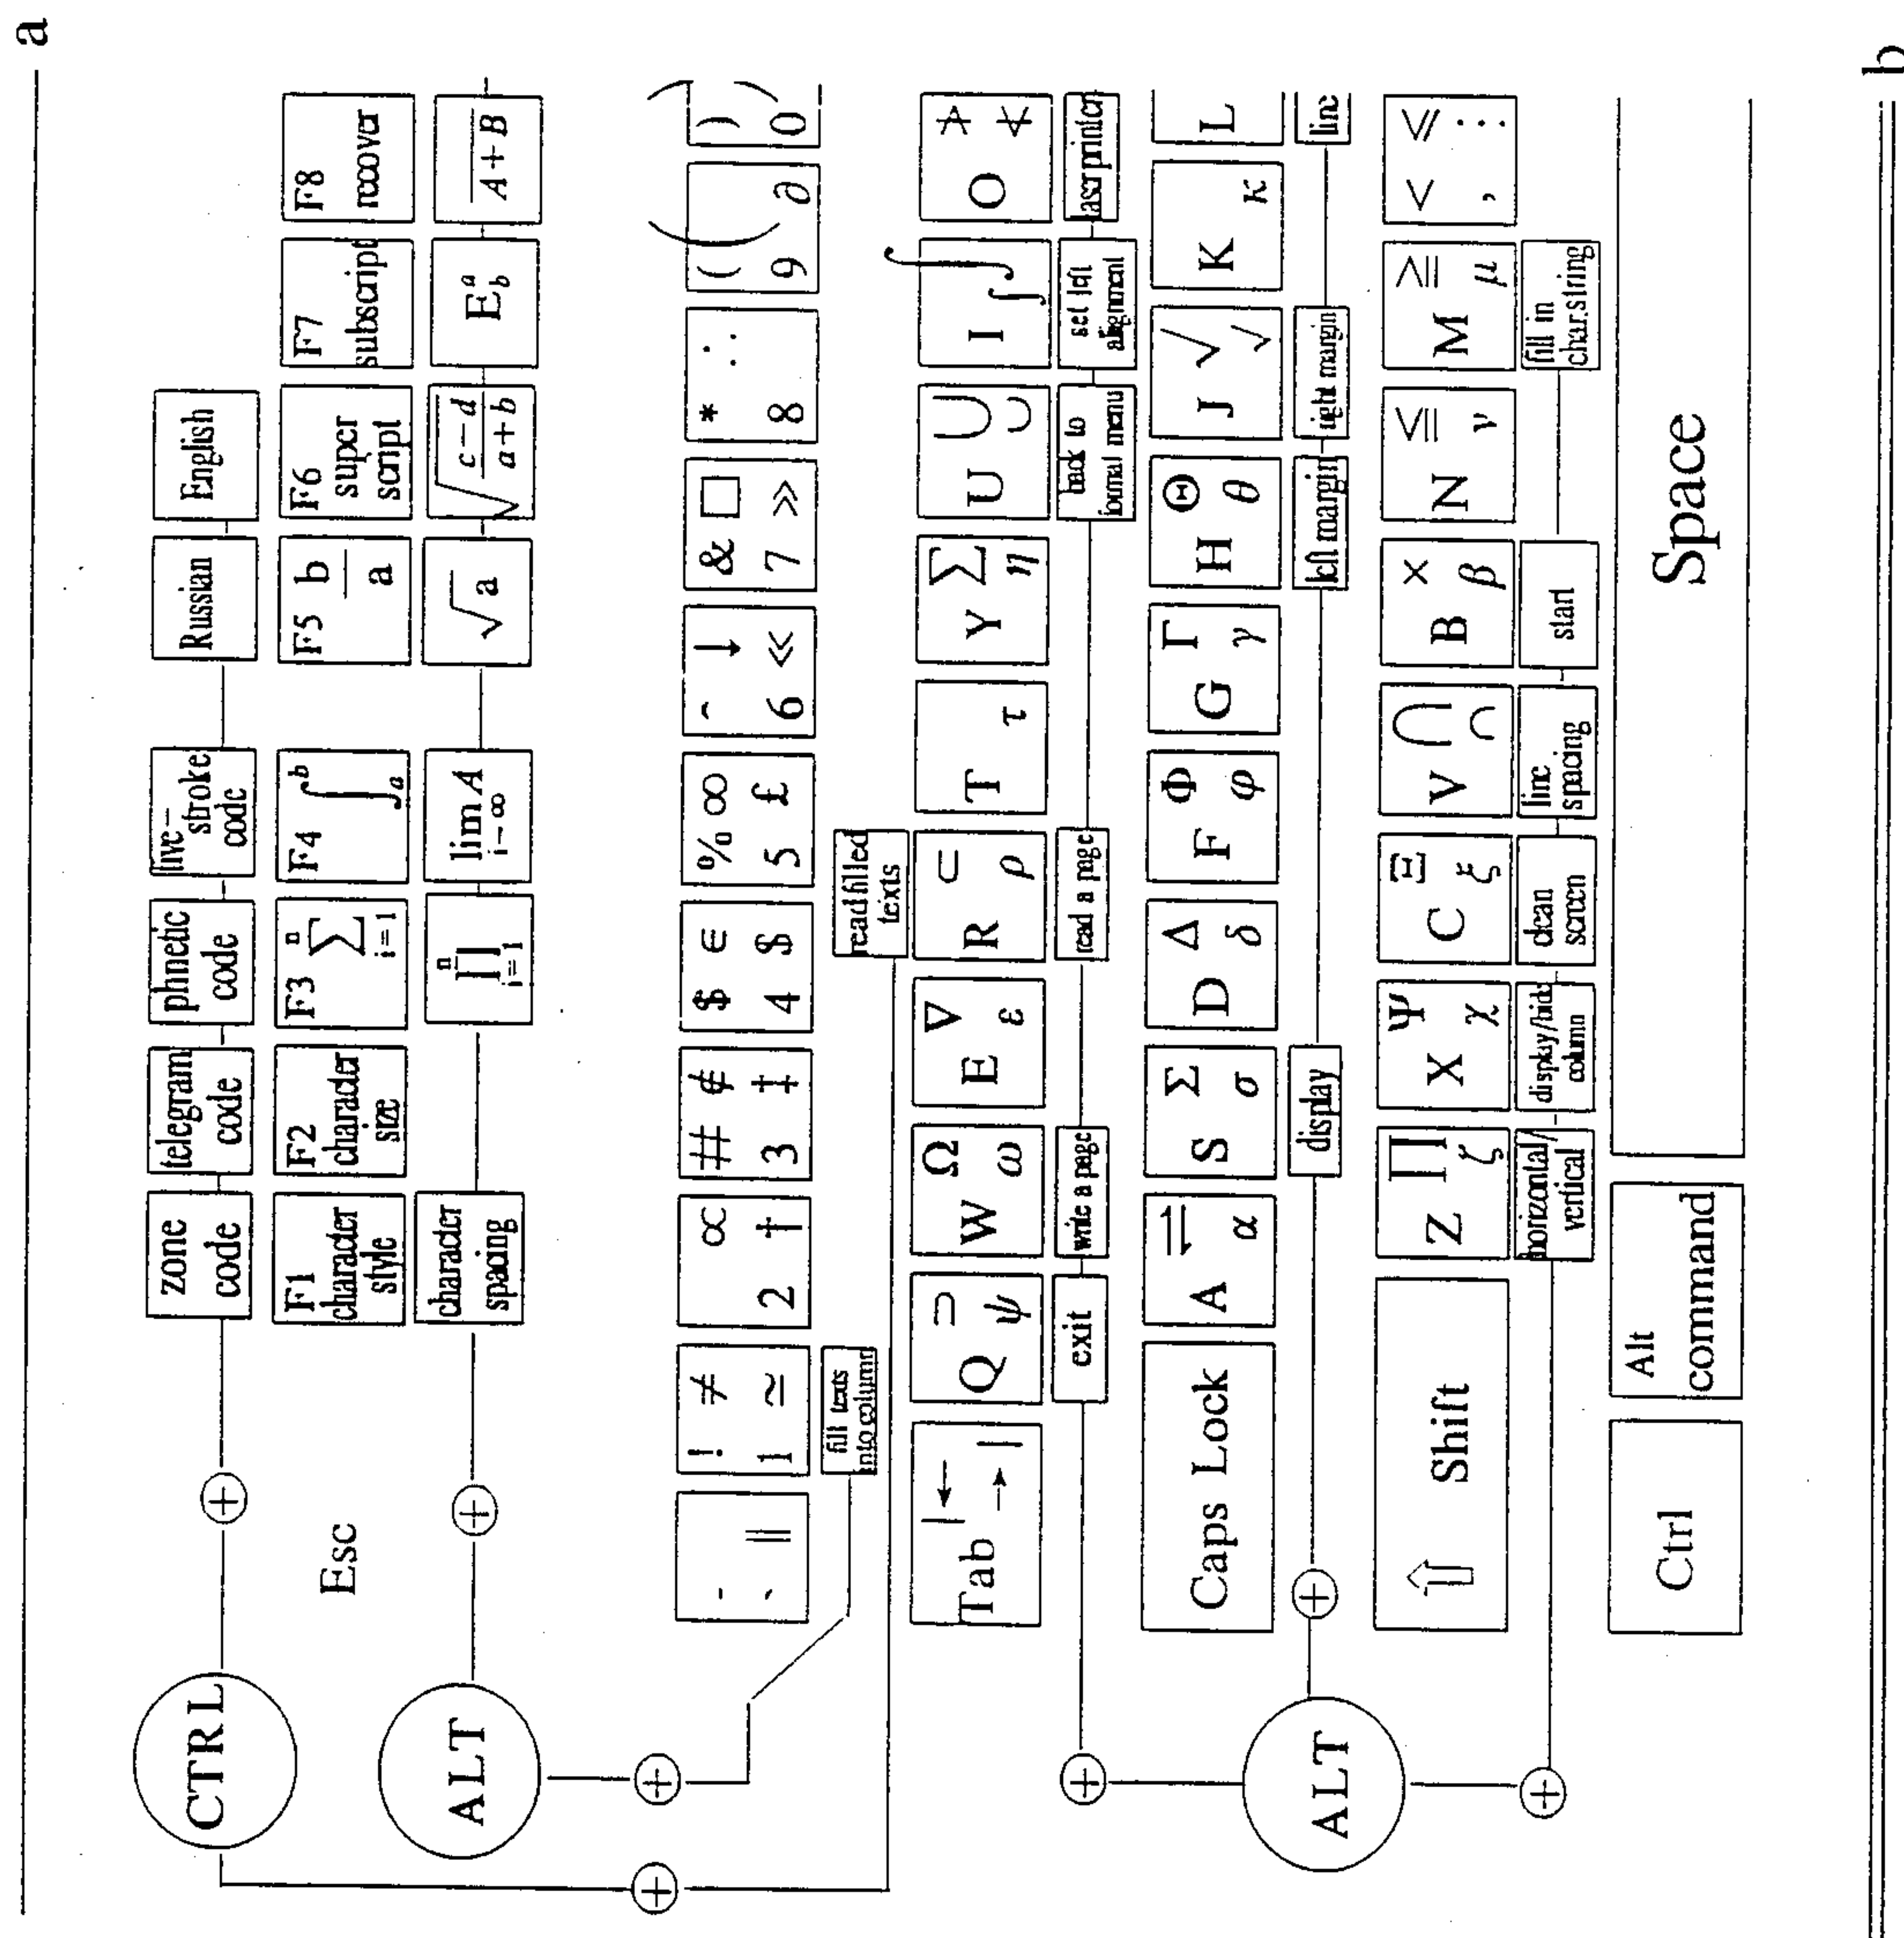 a
CTRL + zone code telegram code phnetic code five-stroke code Russian English
Esc F1 character style F2 character size F3 n ∑ i=1 F4 ∫ b a F5 b a F6 super script F7 subscript F8 recover
ALT + character spacing n ∏ i=1 lim A i-∞ √a √ c-d a+b E a b A+B
- ‖ 、
! ≠ 1 ≃
∝ 2 †
# ∉ 3 ‡
$ ∈ 4 $
% ∞ 5 £
ˆ ↓ 6 ≪
& □ 7 ≫
* ∴ 8
( ( 9 ∂
) ) 0
+ fill texts into column
+ read filled texts
Tab |← →|
Q ⊃ ψ
W Ω ω
E ∇ ε
R ⊂ ρ
T τ
Y ∑ η
U ∪ ∪
I ∫ ∫
O ≯ ≮
+ exit write a page read a page back to journal menu set left alignment laser printer
Caps Lock
A ⇌ α
S Σ σ
D Δ δ
F Φ φ
G Γ γ
H Θ θ
J √ √
K κ
L
ALT + display left margin right margin line
⇧ Shift
Z ∏ ζ
X Ψ χ
C Ξ ξ
V ∩ ∩
B × β
N ≦ ν
M ≧ μ
< ≤ , ∵
+ horizontal/vertical display/hide column clean screen line spacing start fill in char.string
Ctrl Alt command Space
b